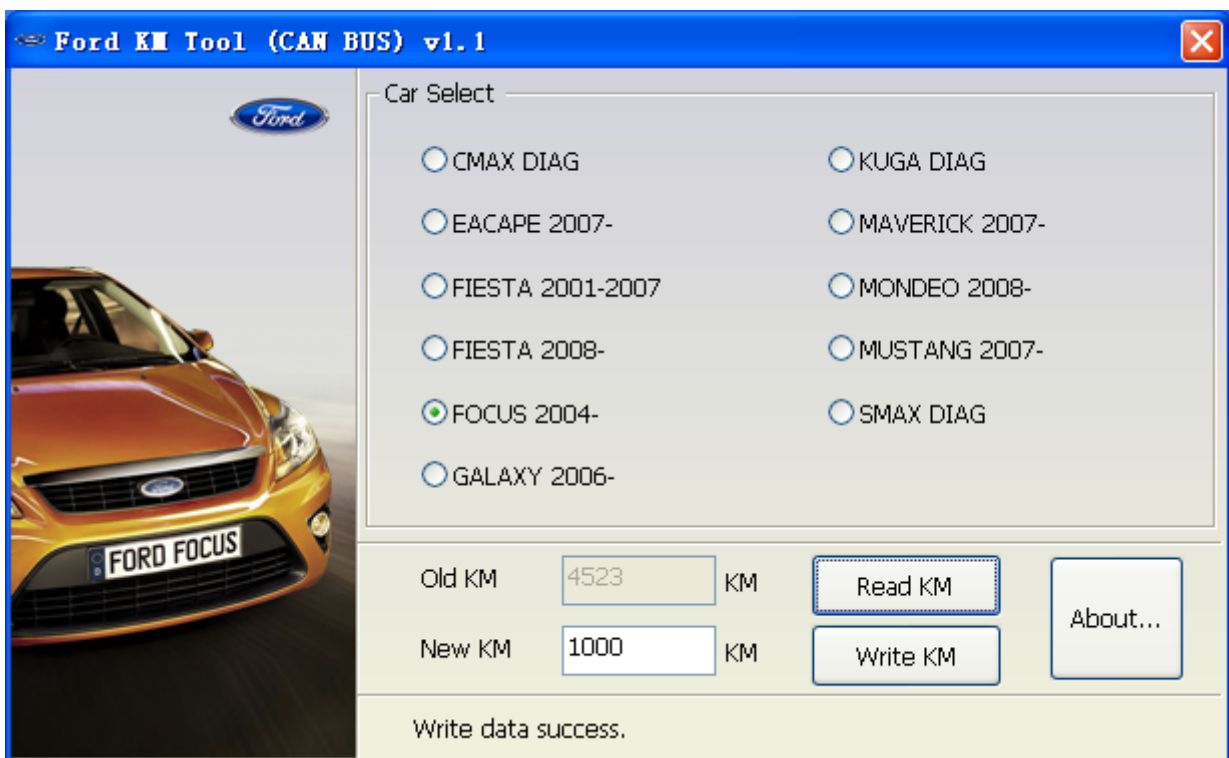 Ford KM Tool (CAN BUS) v1.1
Ford
Car Select
CMAX DIAG
KUGA DIAG
EACAPE 2007-
MAVERICK 2007-
FIESTA 2001-2007
MONDEO 2008-
FIESTA 2008-
MUSTANG 2007-
FOCUS 2004-
SMAX DIAG
GALAXY 2006-
FORD FOCUS
Old KM 4523 KM Read KM
About...
New KM 1000 KM Write KM
Write data success.